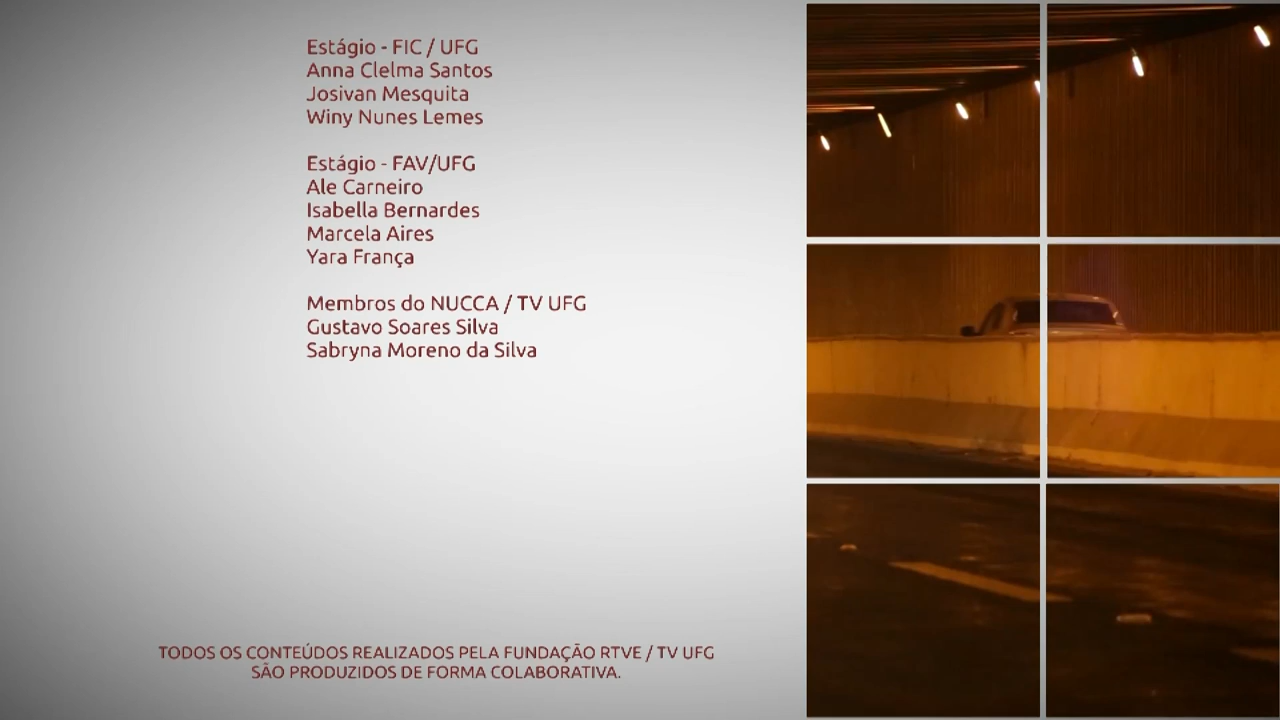 Estágio - FIC / UFG
Anna Clelma Santos
Josivan Mesquita
Winy Nunes Lemes
Estágio - FAV/UFG
Ale Carneiro
Isabella Bernardes
Marcela Aires
Yara França
Membros do NUCCA / TV UFG
Gustavo Soares Silva
Sabryna Moreno da Silva
TODOS OS CONTEÚDOS REALIZADOS PELA FUNDAÇÃO RTVE / TV UFG
SÃO PRODUZIDOS DE FORMA COLABORATIVA.